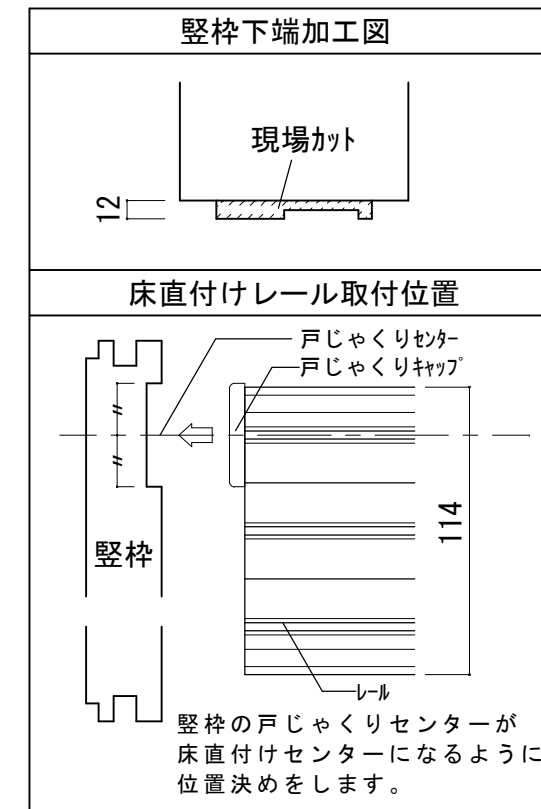 竪枠下端加工図
現場ｶｯﾄ
12
床直付けレール取付位置
戸じゃくりｾﾝﾀｰ
戸じゃくりｷｬｯﾌﾟ
〃
〃
竪枠
114
ﾚｰﾙ
竪枠の戸じゃくりセンターが
床直付けセンターになるように
位置決めをします。